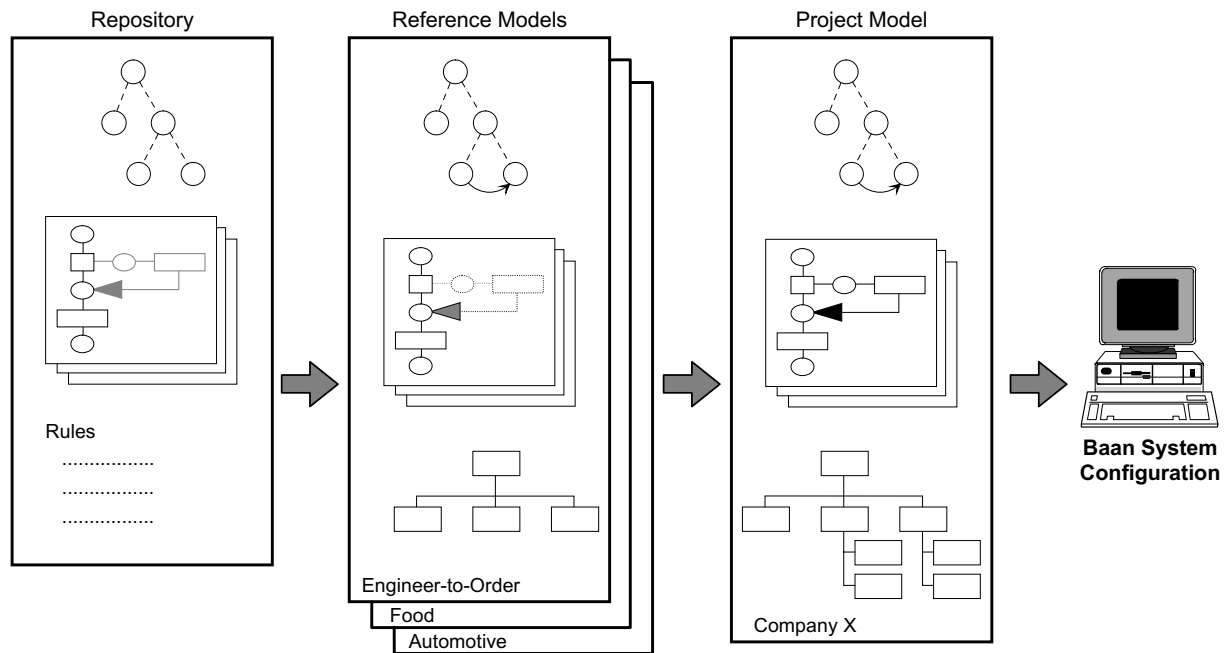 Repository
Reference Models
Project Model
Rules
.................
.................
.................
Engineer-to-Order
Food
Automotive
Company X
Baan System
Configuration